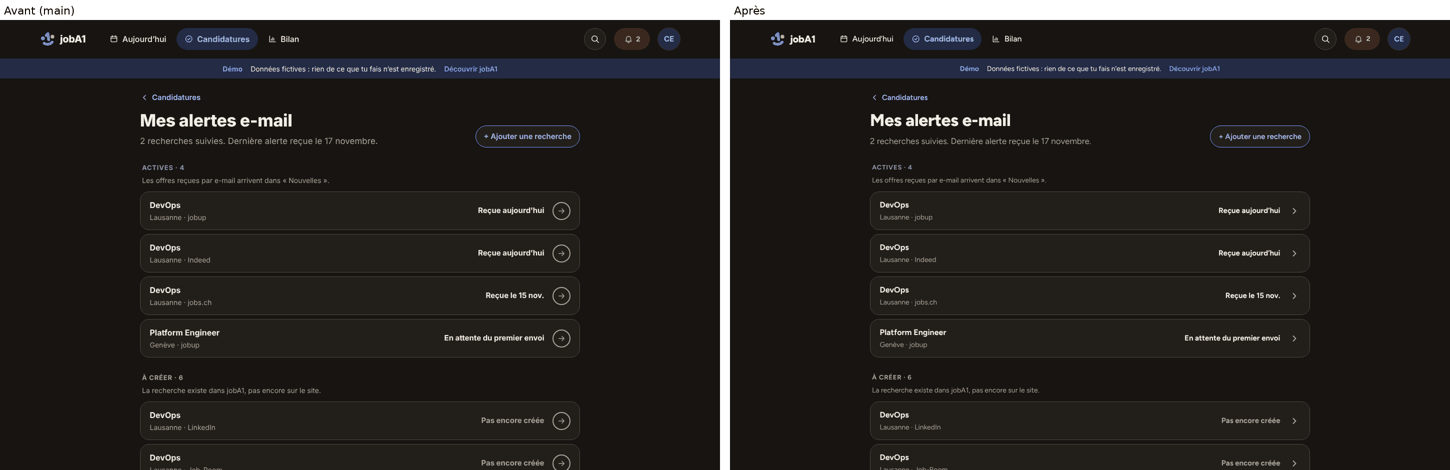 Avant (main)
jobA1 Aujourd'hui Candidatures Bilan 2 CE
Démo Données fictives : rien de ce que tu fais n'est enregistré. Découvrir jobA1
Candidatures
Mes alertes e-mail
2 recherches suivies. Dernière alerte reçue le 17 novembre.
+ Ajouter une recherche
ACTIVES · 4
Les offres reçues par e-mail arrivent dans « Nouvelles ».
DevOps
Lausanne · jobup
Reçue aujourd'hui
DevOps
Lausanne · Indeed
Reçue aujourd'hui
DevOps
Lausanne · jobs.ch
Reçue le 15 nov.
Platform Engineer
Genève · jobup
En attente du premier envoi
À CRÉER · 6
La recherche existe dans jobA1, pas encore sur le site.
DevOps
Lausanne · LinkedIn
Pas encore créée
DevOps
Lausanne · Job-Room
Pas encore créée
Après
jobA1 Aujourd'hui Candidatures Bilan 2 CE
Démo Données fictives : rien de ce que tu fais n'est enregistré. Découvrir jobA1
Candidatures
Mes alertes e-mail
2 recherches suivies. Dernière alerte reçue le 17 novembre.
+ Ajouter une recherche
ACTIVES · 4
Les offres reçues par e-mail arrivent dans « Nouvelles ».
DevOps
Lausanne · jobup
Reçue aujourd'hui
DevOps
Lausanne · Indeed
Reçue aujourd'hui
DevOps
Lausanne · jobs.ch
Reçue le 15 nov.
Platform Engineer
Genève · jobup
En attente du premier envoi
À CRÉER · 6
La recherche existe dans jobA1, pas encore sur le site.
DevOps
Lausanne · LinkedIn
Pas encore créée
DevOps
Lausanne · Job-Room
Pas encore créée